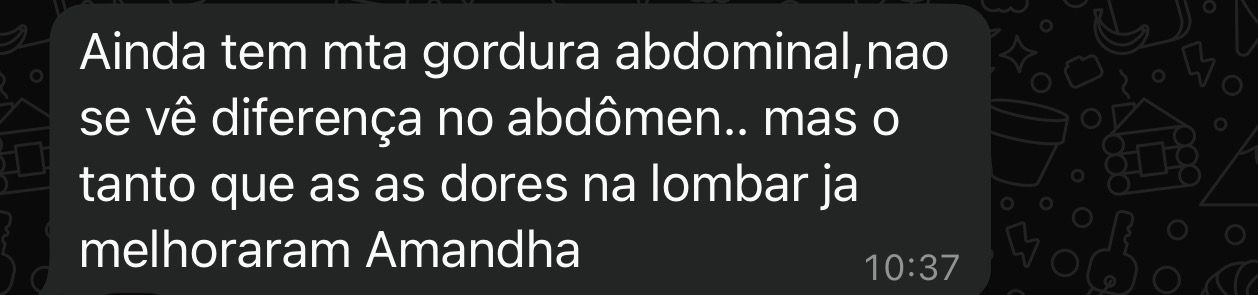 Ainda tem mta gordura abdominal,nao
se vê diferença no abdômen.. mas o
tanto que as as dores na lombar ja
melhoraram Amandha
10:37